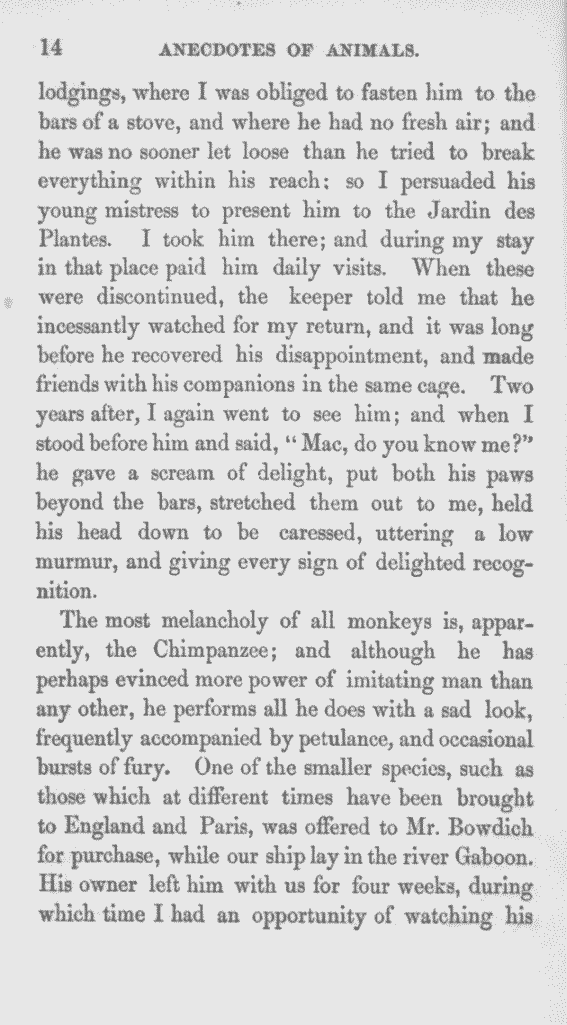 14 ANECDOTES OF ANIMALS.
lodgings, where I was obliged to fasten him to the
bars of a stove, and where he had no fresh air; and
he was no sooner let loose than he tried to break
everything within his reach: so I persuaded his
young mistress to present him to the Jardin des
Plantes. I took him there; and during my stay
in that place paid him daily visits. When these
were discontinued, the keeper told me that he
incessantly watched for my return, and it was long
before he recovered his disappointment, and made
friends with his companions in the same cage. Two
years after, I again went to see him; and when I
stood before him and said, “Mac, do you know me?”
he gave a scream of delight, put both his paws
beyond the bars, stretched them out to me, held
his head down to be caressed, uttering a low
murmur, and giving every sign of delighted recog-
nition.
The most melancholy of all monkeys is, appar-
ently, the Chimpanzee; and although he has
perhaps evinced more power of imitating man than
any other, he performs all he does with a sad look,
frequently accompanied by petulance, and occasional
bursts of fury. One of the smaller species, such as
those which at different times have been brought
to England and Paris, was offered to Mr. Bowdich
for purchase, while our ship lay in the river Gaboon.
His owner left him with us for four weeks, during
which time I had an opportunity of watching his